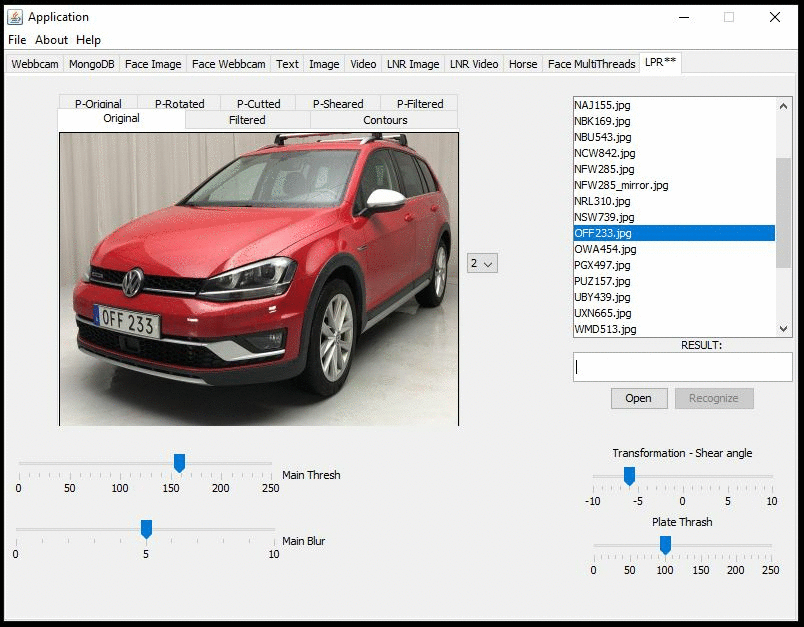 Application
File About Help
Webbcam MongoDB Face Image Face Webbcam Text Image Video LNR Image LNR Video Horse Face MultiThreads LPR**
P-Original P-Rotated P-Cutted P-Sheared P-Filtered
Original Filtered Contours
OFF 233
2
NAJ155.jpg
NBK169.jpg
NBU543.jpg
NCW842.jpg
NFW285.jpg
NFW285_mirror.jpg
NRL310.jpg
NSW739.jpg
OFF233.jpg
OWA454.jpg
PGX497.jpg
PUZ157.jpg
UBY439.jpg
UXN665.jpg
WMD513.jpg
RESULT:
Open Recognize
0 50 100 150 200 250
Main Thresh
0 5 10
Main Blur
Transformation - Shear angle
-10 -5 0 5 10
Plate Thrash
0 50 100 150 200 250